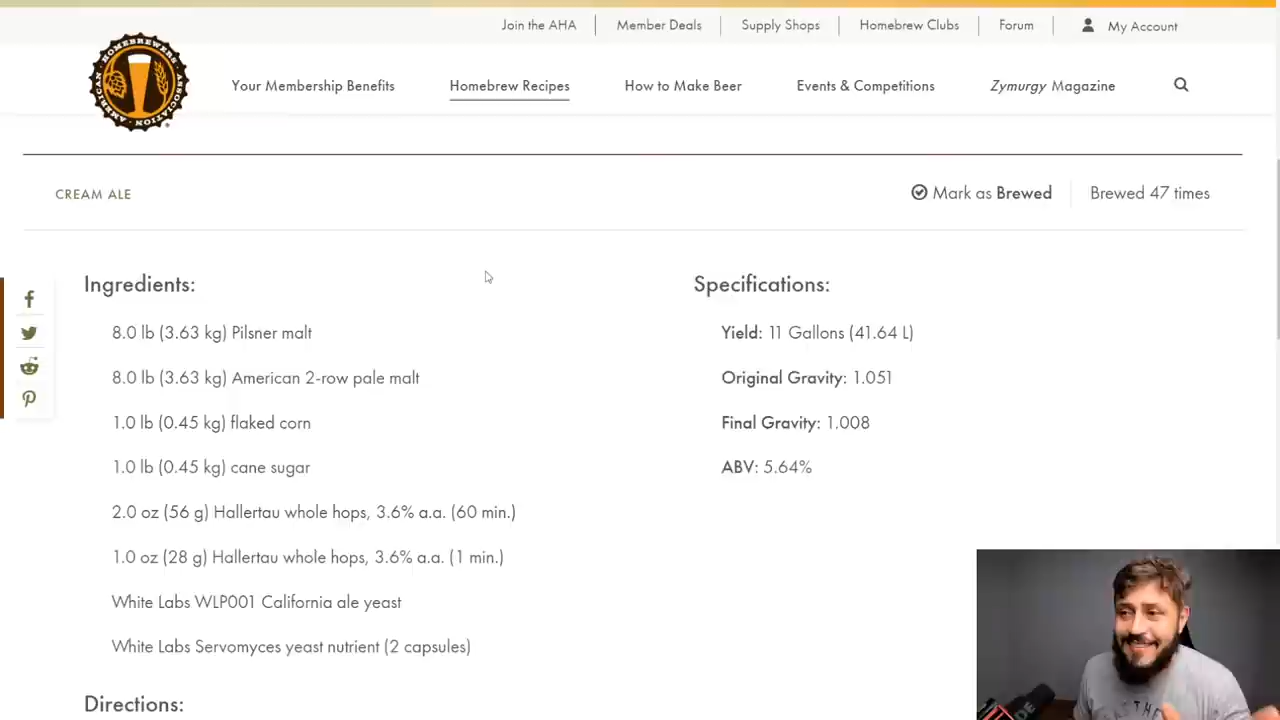 Join the AHA
Member Deals
Supply Shops
Homebrew Clubs
Forum
My Account
AMERICAN HOMEBREWERS ASSOCIATION
Your Membership Benefits
Homebrew Recipes
How to Make Beer
Events & Competitions
Zymurgy Magazine
CREAM ALE
Mark as Brewed
Brewed 47 times
Ingredients:
8.0 lb (3.63 kg) Pilsner malt
8.0 lb (3.63 kg) American 2-row pale malt
1.0 lb (0.45 kg) flaked corn
1.0 lb (0.45 kg) cane sugar
2.0 oz (56 g) Hallertau whole hops, 3.6% a.a. (60 min.)
1.0 oz (28 g) Hallertau whole hops, 3.6% a.a. (1 min.)
White Labs WLP001 California ale yeast
White Labs Servomyces yeast nutrient (2 capsules)
Specifications:
Yield: 11 Gallons (41.64 L)
Original Gravity: 1.051
Final Gravity: 1.008
ABV: 5.64%
Directions: